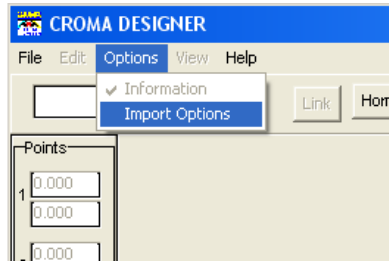 CROMA DESIGNER
File Edit Options View Help
Information
Import Options
Link
Points
1
0.000
0.000
0.000